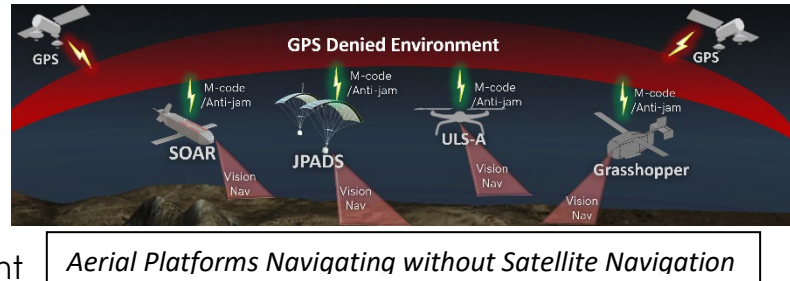 GPS Denied Environment
GPS
GPS
M-code
/Anti-jam
M-code
/Anti-jam
M-code
/Anti-jam
M-code
/Anti-jam
SOAR
JPADS
ULS-A
Grasshopper
Vision
Nav
Vision
Nav
Vision
Nav
Vision
Nav
nt
Aerial Platforms Navigating without Satellite Navigation